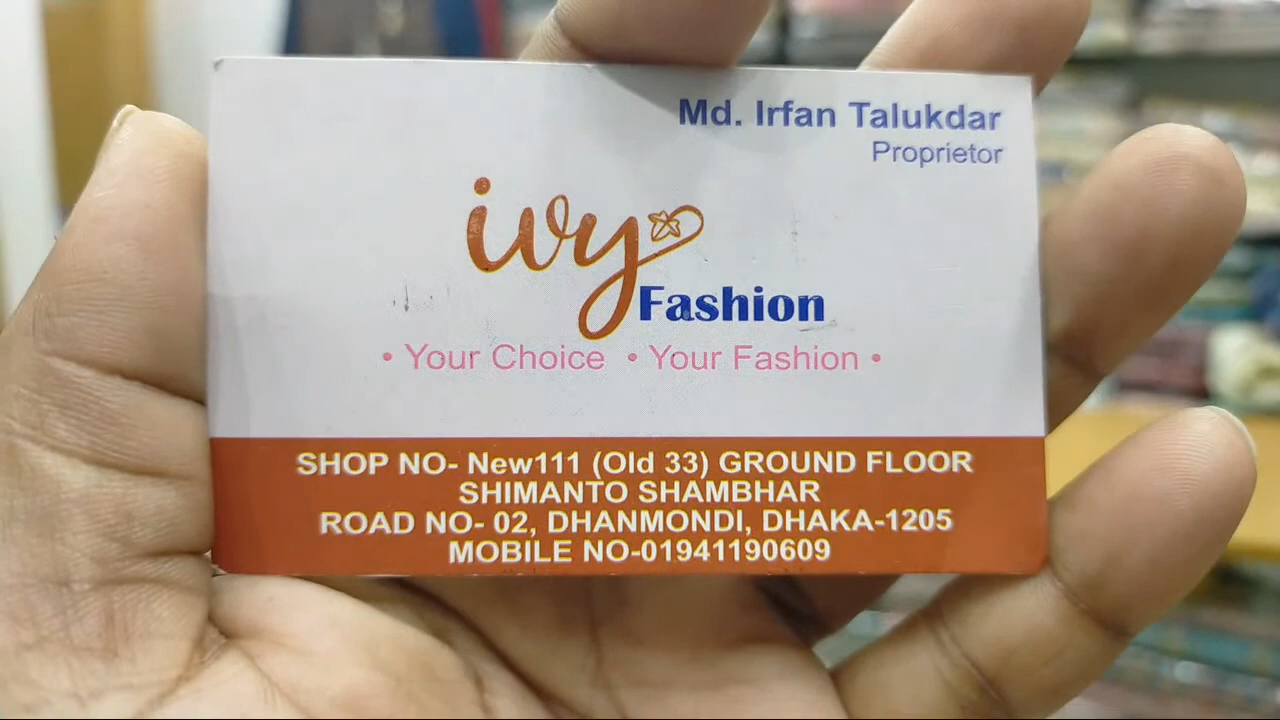 Md. Irfan Talukdar
Proprietor
ivy
Fashion
• Your Choice • Your Fashion •
SHOP NO- New111 (Old 33) GROUND FLOOR
SHIMANTO SHAMBHAR
ROAD NO- 02, DHANMONDI, DHAKA-1205
MOBILE NO-01941190609